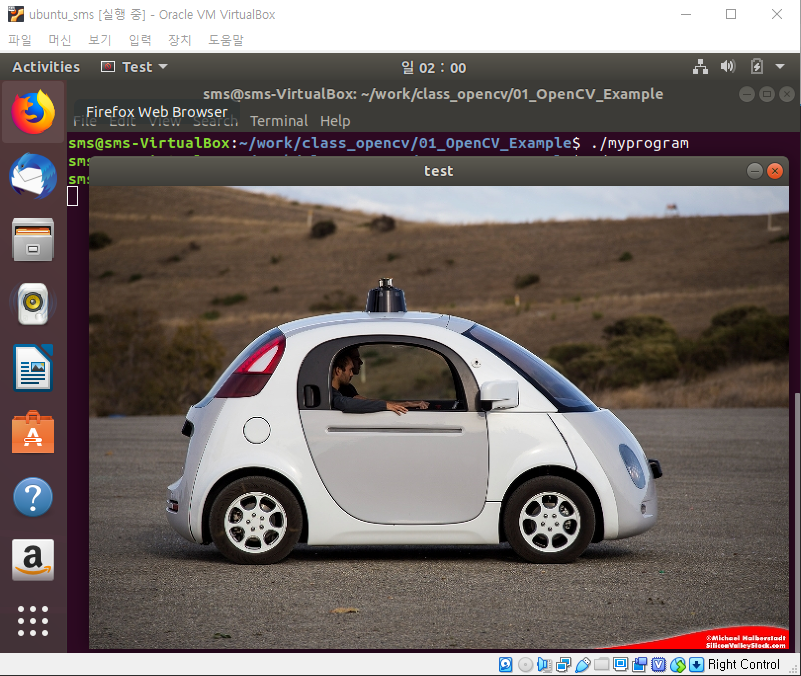 ubuntu_sms [실행 중] - Oracle VM VirtualBox
파일 머신 보기 입력 장치 도움말
Activities Test 일 02 : 00
sms@sms-VirtualBox: ~/work/class_opencv/01_OpenCV_Example
Firefox Web Browser
File Edit View Search Terminal Help
sms@sms-VirtualBox:~/work/class_opencv/01_OpenCV_Example$ ./myprogram
sms
sms
test
©Michael Halberstadt
SiliconValleyStock.com
Right Control